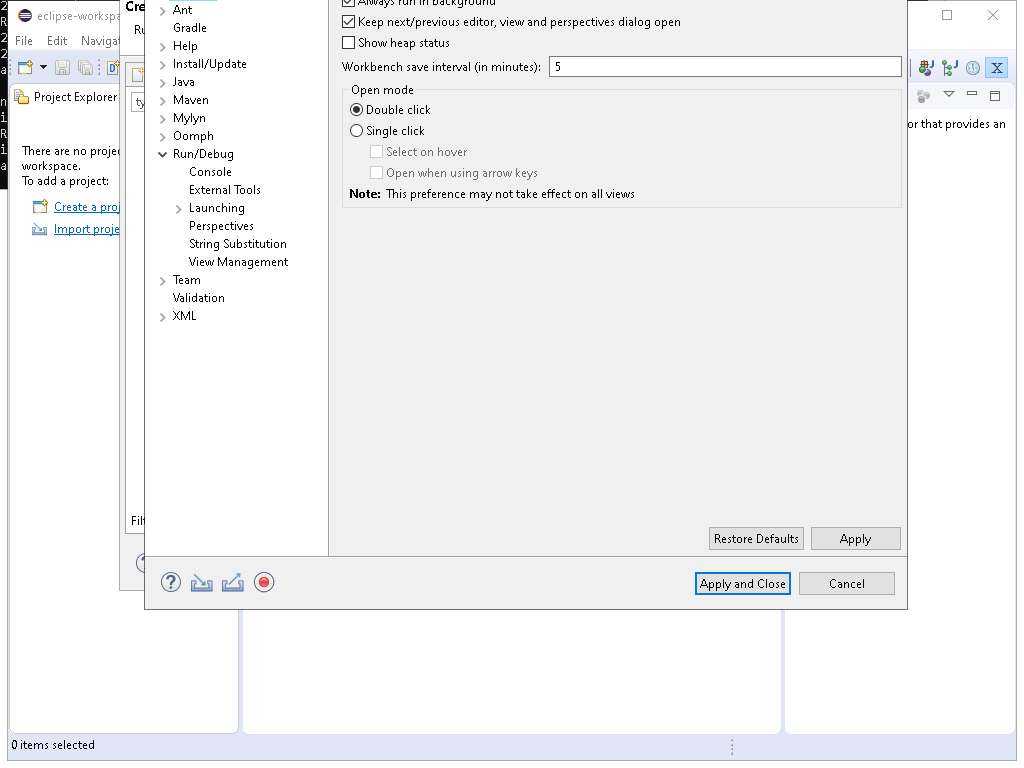 eclipse-workspa
File Edit Navigat
Project Explorer
There are no projec
workspace.
To add a project:
Create a proj
Import proje
0 items selected
Cre
Ru
ty
Filt
Ant
Gradle
Help
Install/Update
Java
Maven
Mylyn
Oomph
Run/Debug
Console
External Tools
Launching
Perspectives
String Substitution
View Management
Team
Validation
XML
Always run in background
Keep next/previous editor, view and perspectives dialog open
Show heap status
Workbench save interval (in minutes): 5
Open mode
Double click
Single click
Select on hover
Open when using arrow keys
Note: This preference may not take effect on all views
Restore Defaults Apply
Apply and Close Cancel
or that provides an